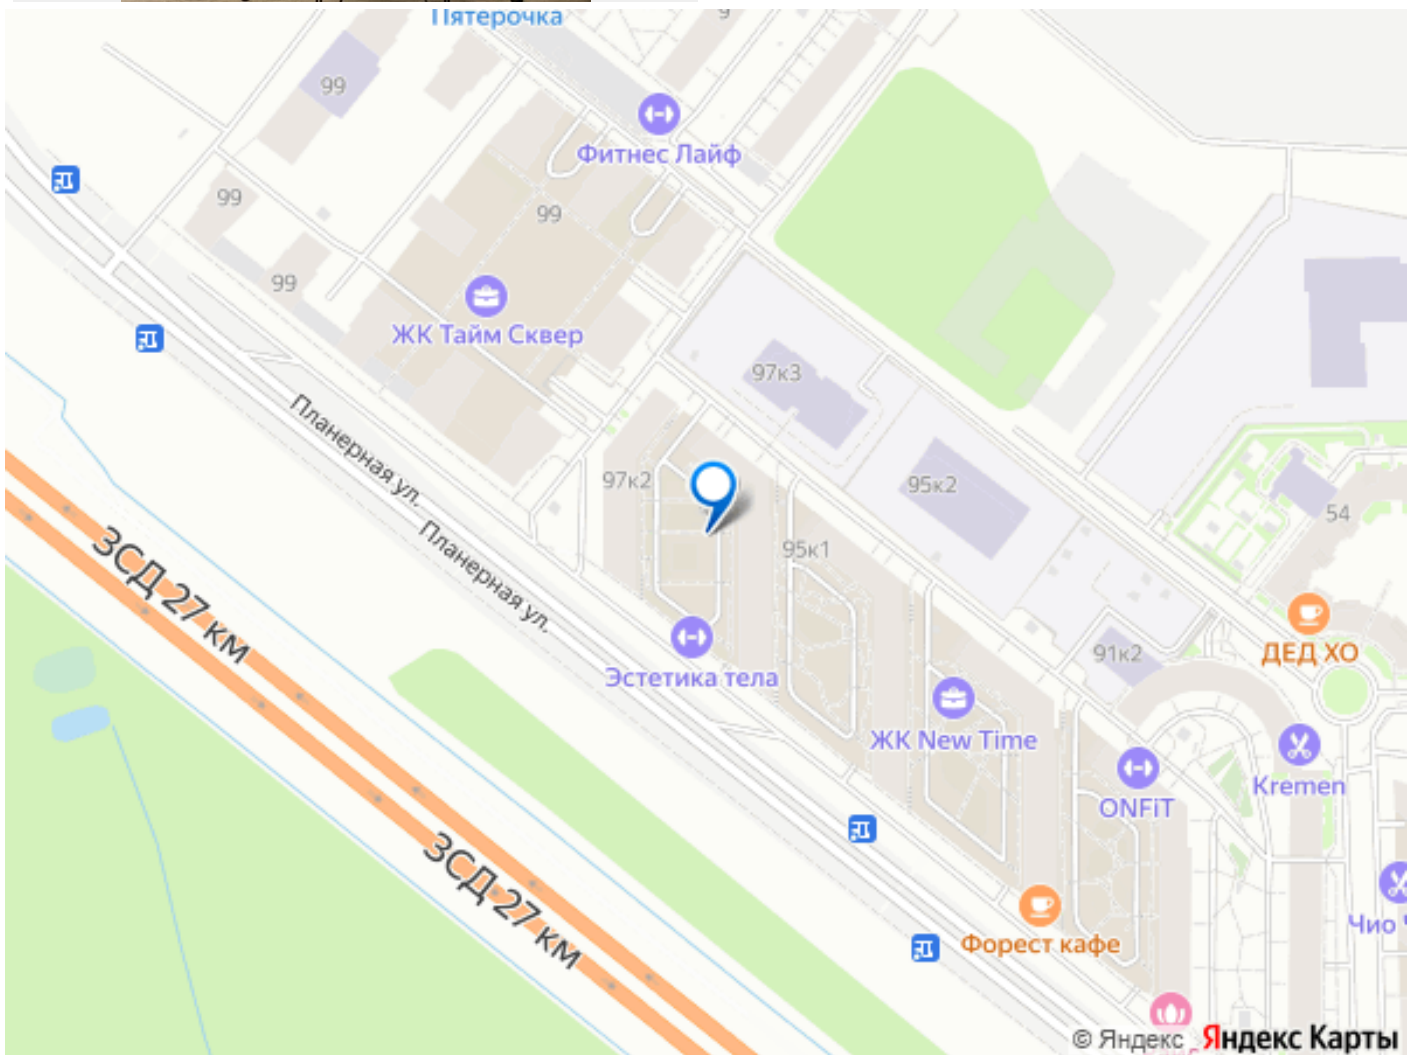 Пятерочка
9
99
Фитнес Лайф
99
99
99
ЖК Тайм Сквер
97к3
Планерная ул.
97к2
95к2
54
Планерная ул.
95к1
ЗСД 27 км
ДЕД ХО
91к2
Эстетика тела
ЖК New Time
Kremen
ONFiT
ЗСД 27 км
Чио
Форест кафе
© Яндекс Яндекс Карты